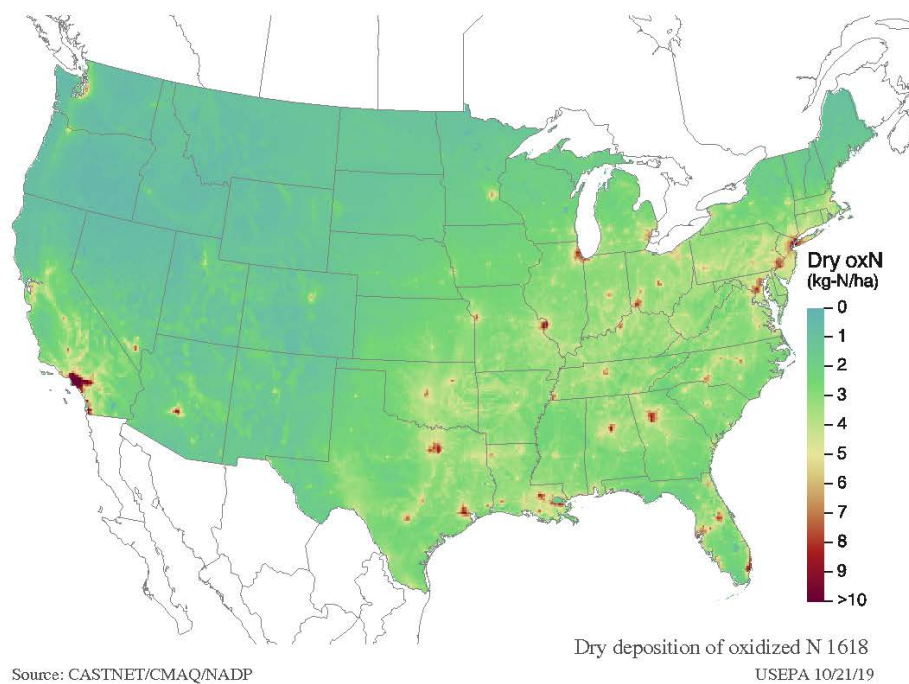 Dry oxN
(kg-N/ha)
0
1
2
3
4
5
6
7
8
9
>10
Dry deposition of oxidized N 1618
Source: CASTNET/CMAQ/NADP
USEPA 10/21/19